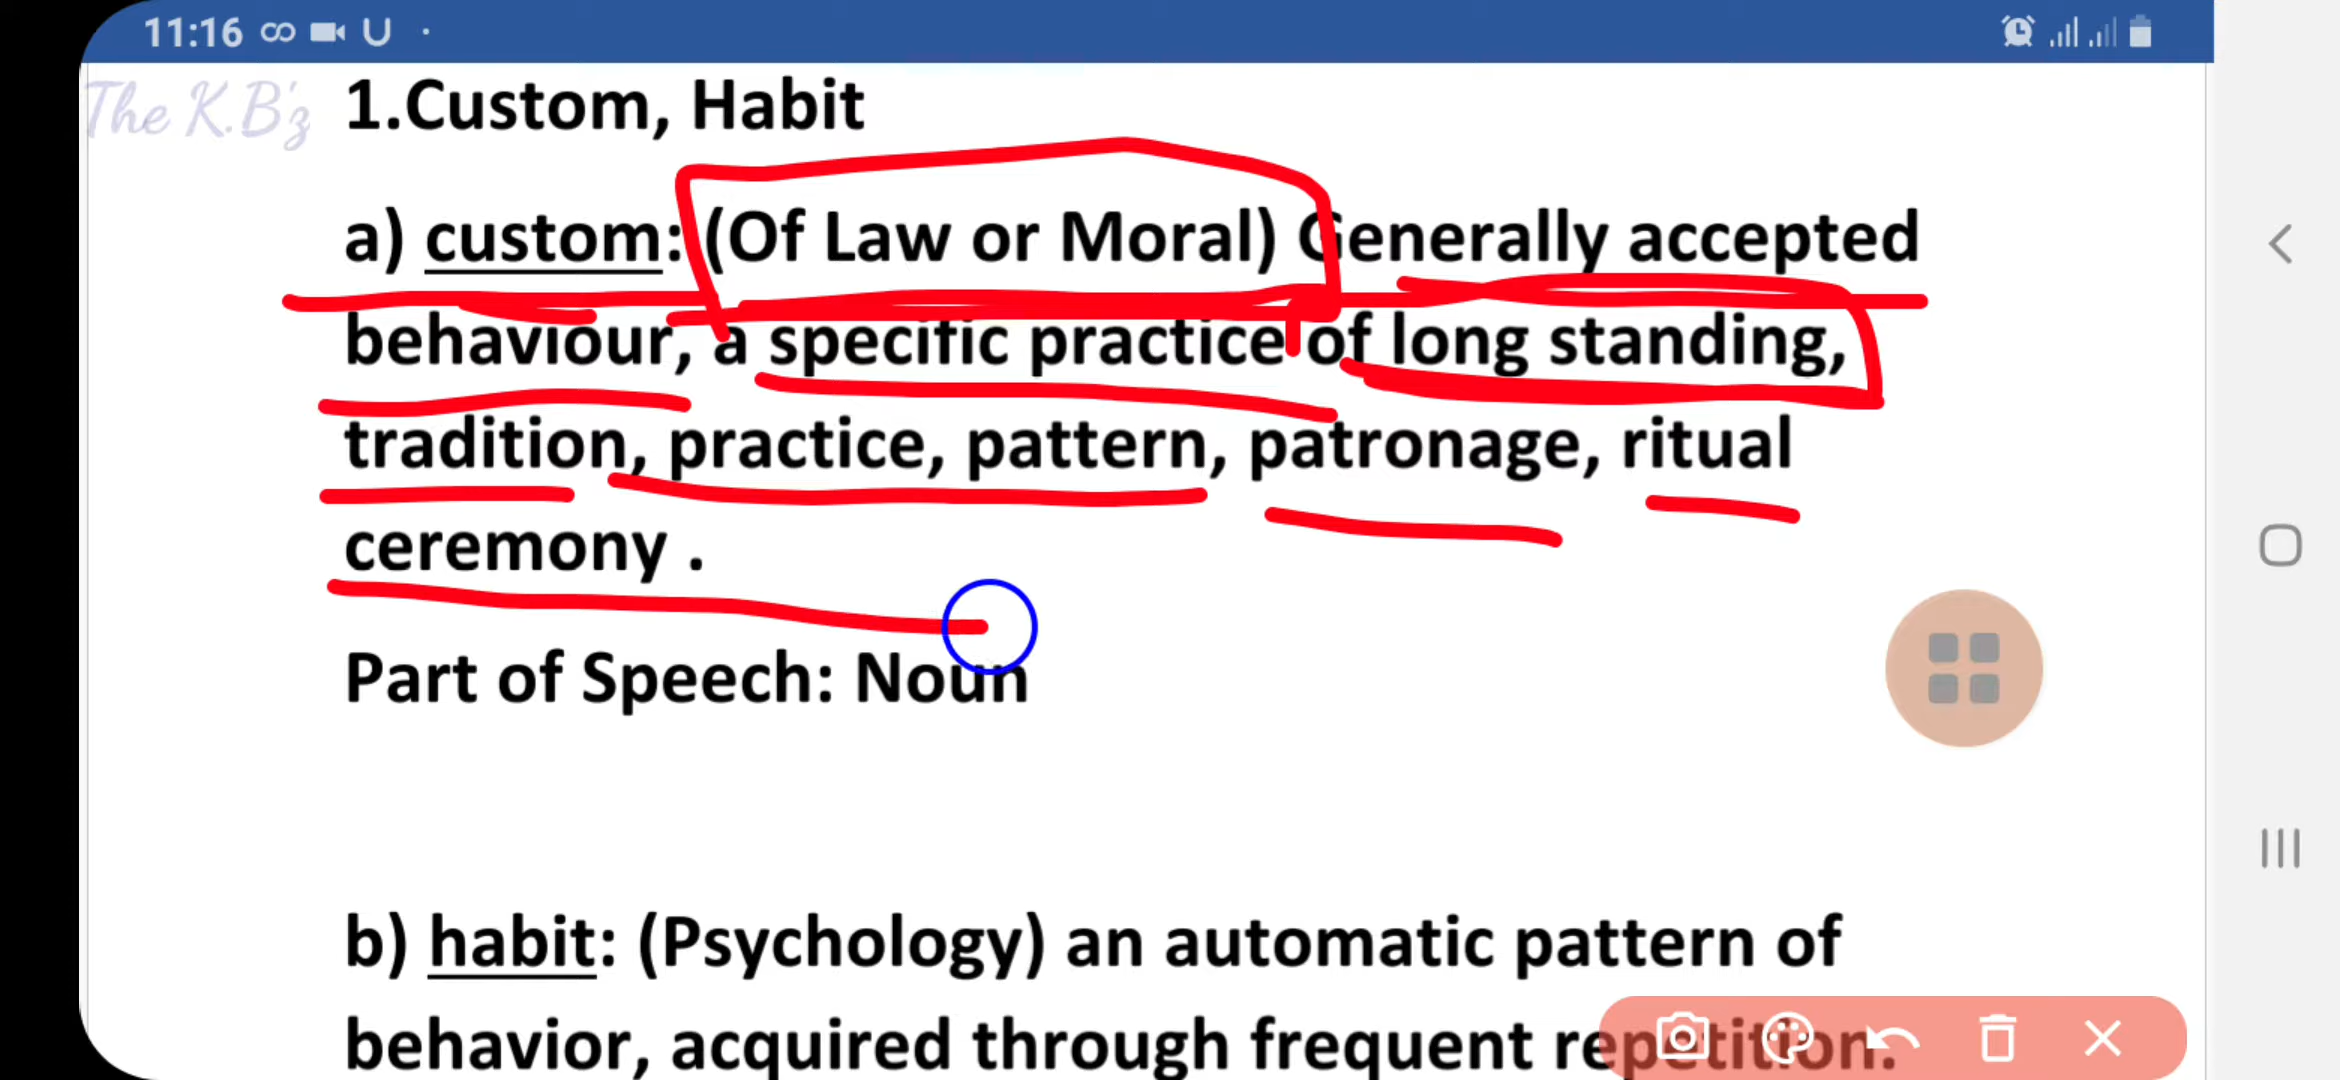 11:16
The K.B'z
1.Custom, Habit
a) custom: (Of Law or Moral) Generally accepted
behaviour, a specific practice of long standing,
tradition, practice, pattern, patronage, ritual
ceremony .
Part of Speech: Noun
b) habit: (Psychology) an automatic pattern of
behavior, acquired through frequent repetition.